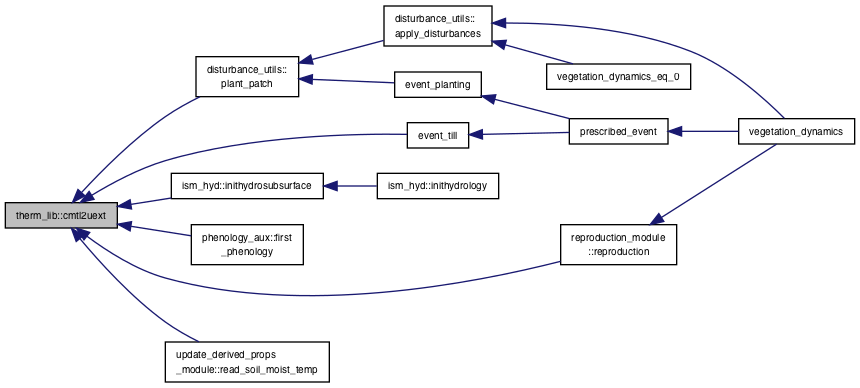 disturbance_utils::
apply_disturbances
disturbance_utils::
plant_patch
vegetation_dynamics_eq_0
event_planting
prescribed_event
vegetation_dynamics
event_till
ism_hyd::inithydrosubsurface
ism_hyd::inithydrology
therm_lib::cmtl2uext
phenology_aux::first
_phenology
reproduction_module
::reproduction
update_derived_props
_module::read_soil_moist_temp